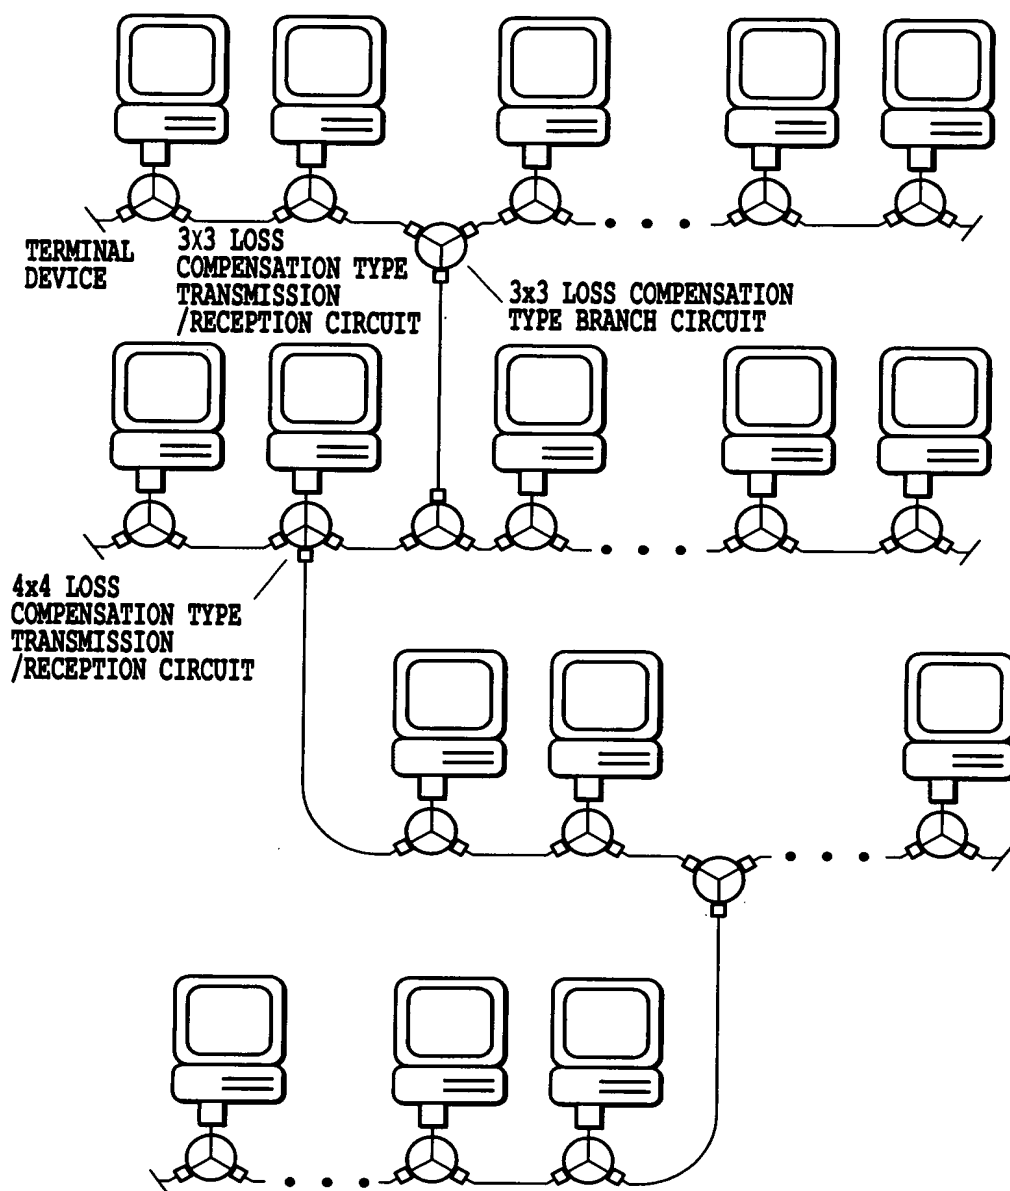 TERMINAL
DEVICE
3x3 LOSS
COMPENSATION TYPE
TRANSMISSION
/RECEPTION CIRCUIT
3x3 LOSS COMPENSATION
TYPE BRANCH CIRCUIT
4x4 LOSS
COMPENSATION TYPE
TRANSMISSION
/RECEPTION CIRCUIT